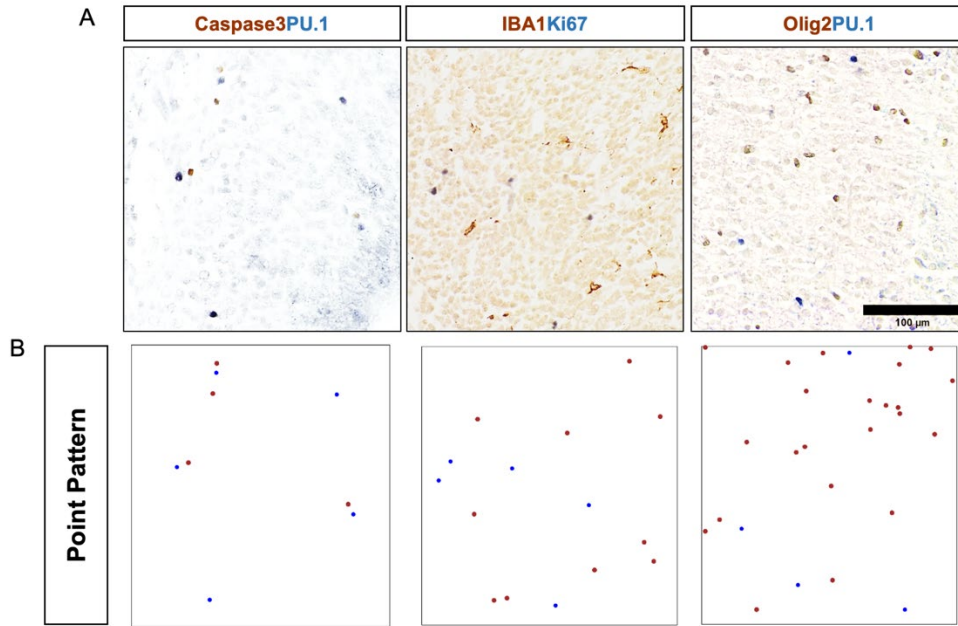 A
Caspase3PU.1
IBA1Ki67
Olig2PU.1
100 µm
B
Point Pattern